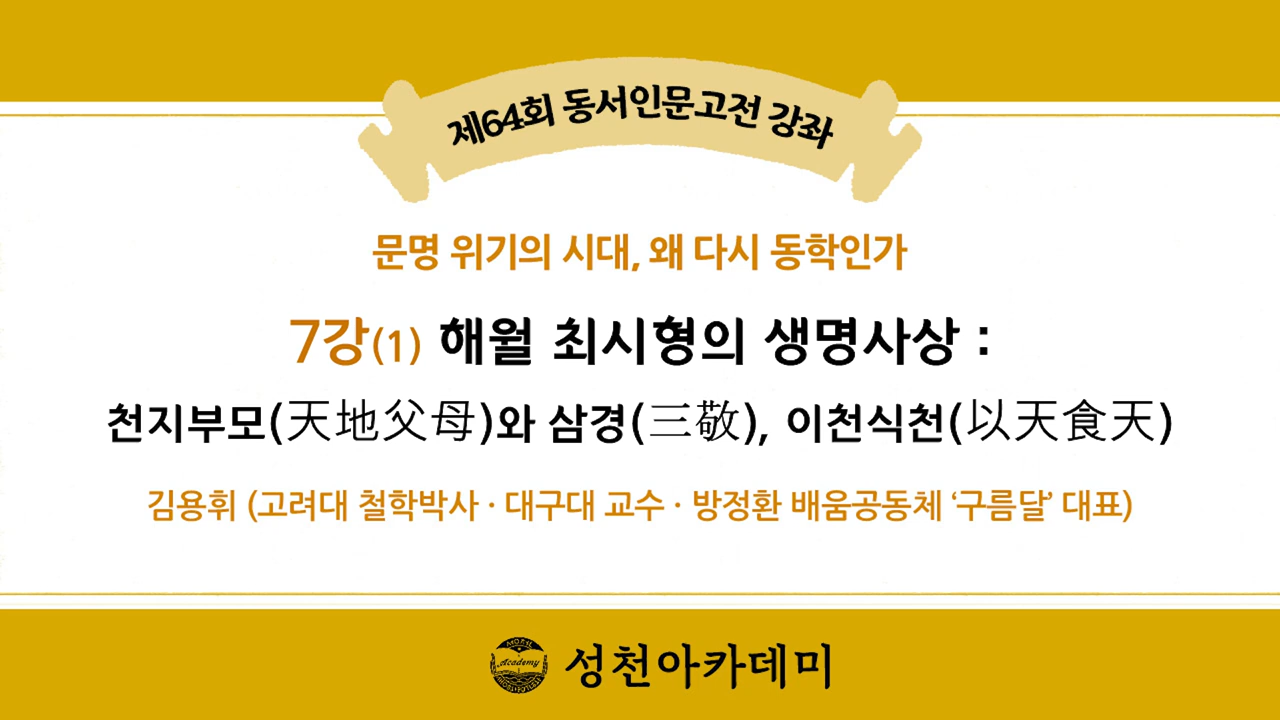 제64회 동서인문고전 강좌
문명 위기의 시대, 왜 다시 동학인가
7강(1) 해월 최시형의 생명사상 :
천지부모(天地父母)와 삼경(三敬), 이천식천(以天食天)
김용휘 (고려대 철학박사 · 대구대 교수 · 방정환 배움공동체 ‘구름달’ 대표)
Academy
성천아카데미